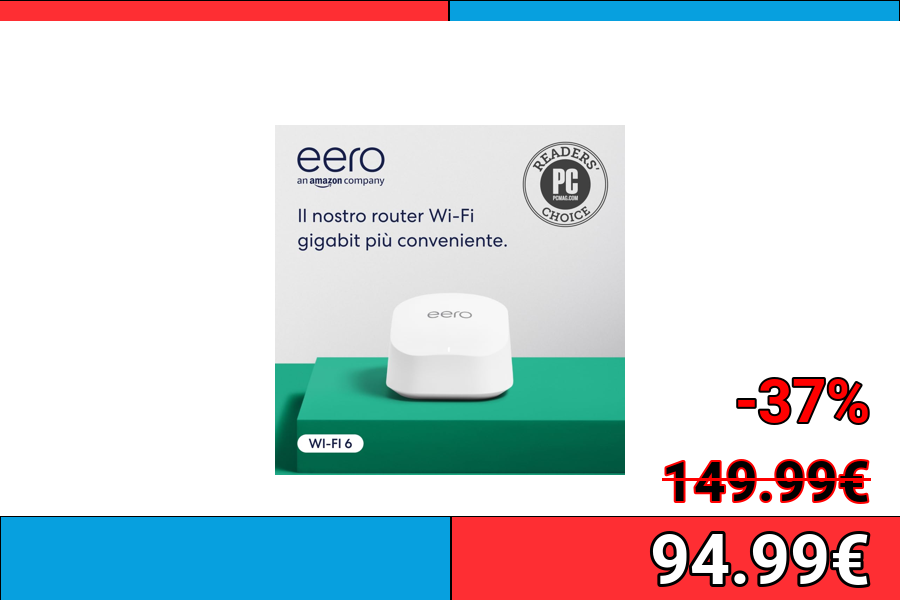 eero
an amazon company
READERS'
PC
PCMAG.COM
CHOICE
Il nostro router Wi-Fi
gigabit più conveniente.
eero
WI-FI 6
-37%
149.99€
94.99€